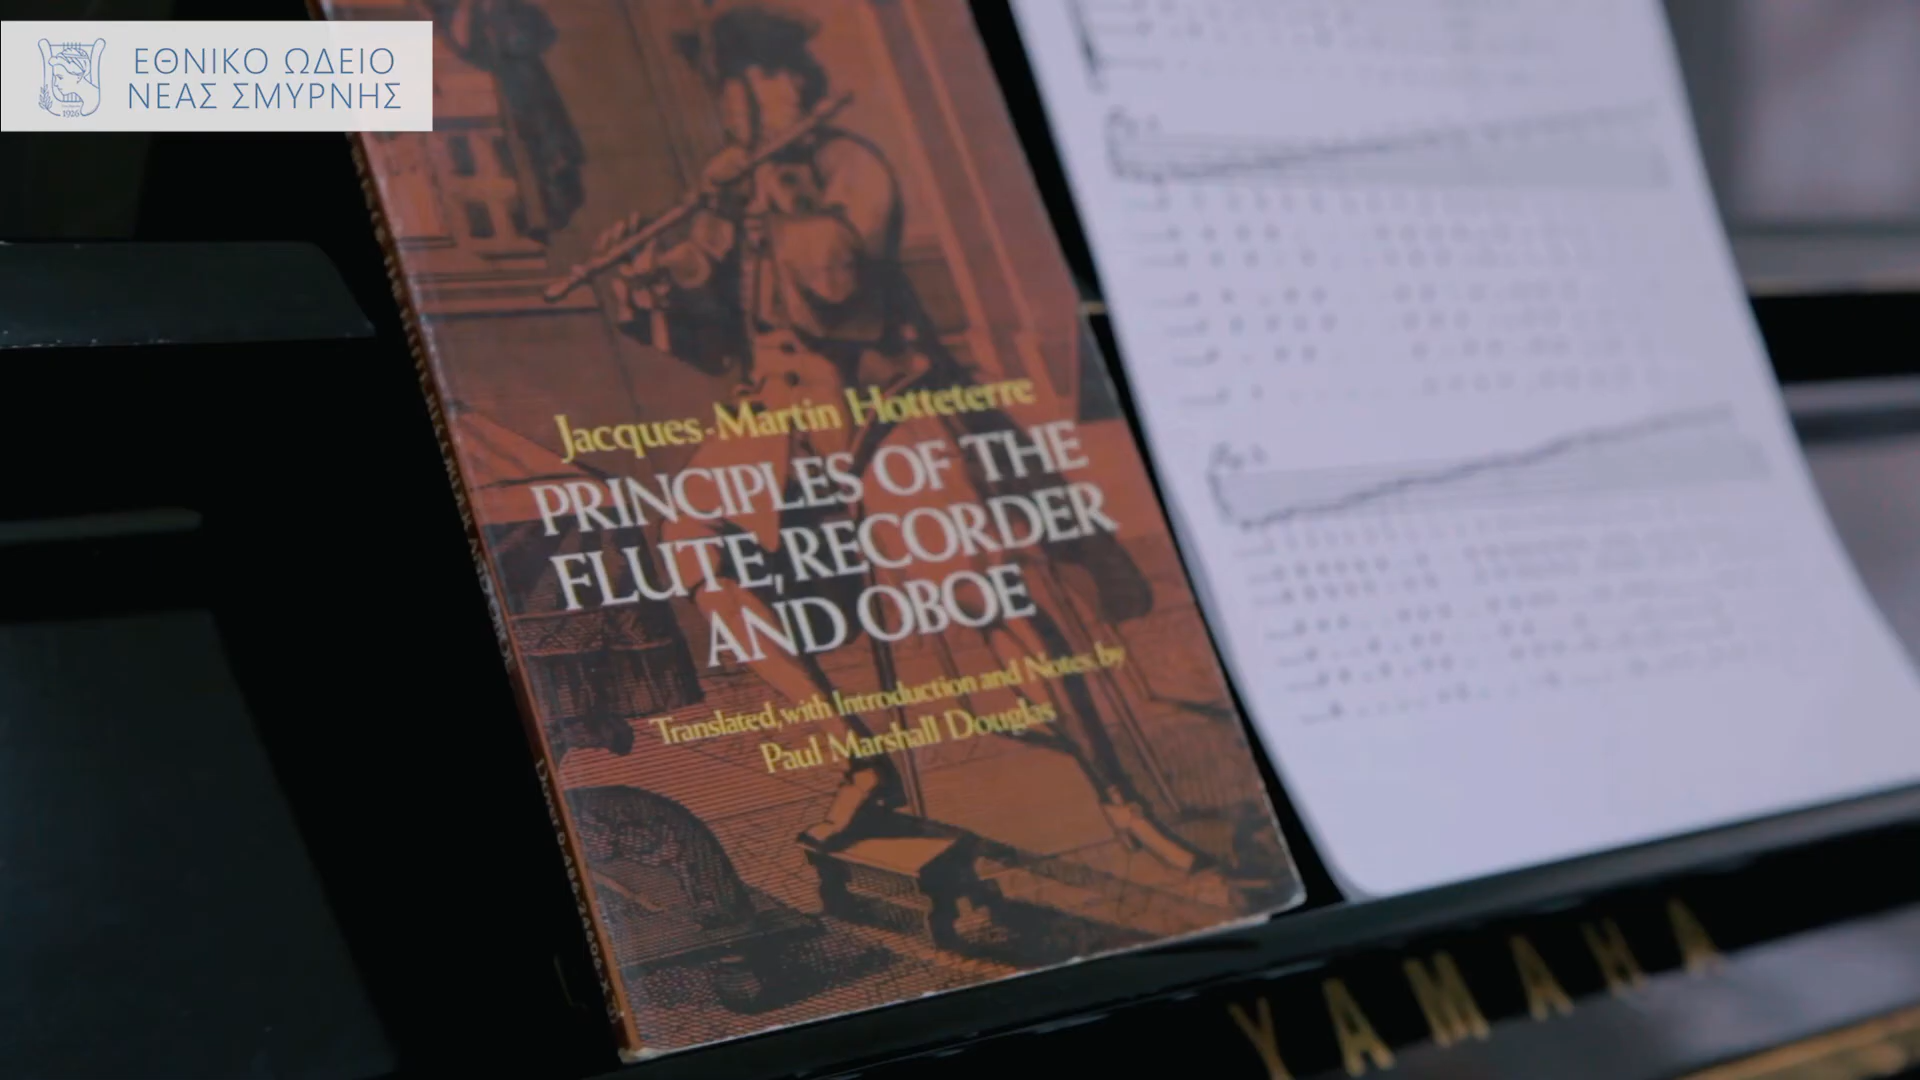 ΕΘΝΙΚΟ ΩΔΕΙΟ
ΝΕΑΣ ΣΜΥΡΝΗΣ
1926
Jacques-Martin Hotteterre
PRINCIPLES OF THE
FLUTE, RECORDER
AND OBOE
Translated, with Introduction and Notes by
Paul Marshall Douglas
YAMAHA